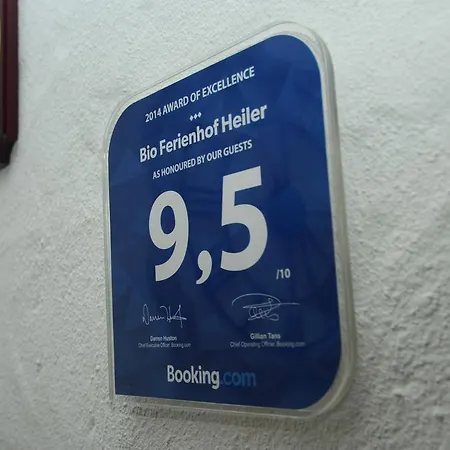 2014 AWARD OF EXCELLENCE
Bio Ferienhof Heiler
AS HONOURED BY OUR GUESTS
9,5 /10
Darren Huston Gillian Tans
Chief Executive Officer, Booking.com Chief Operating Officer, Booking.com
Booking.com